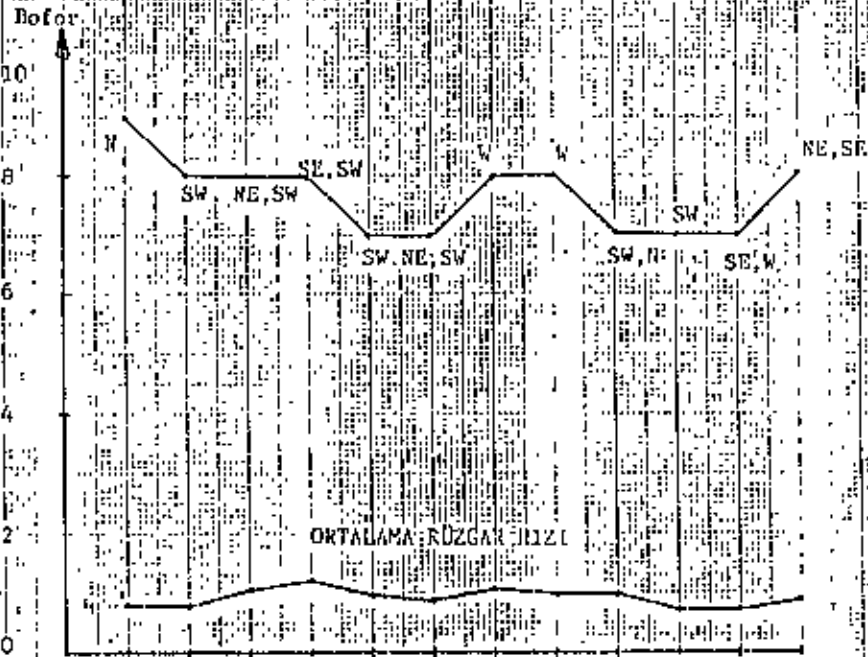 Bofor
10
N
NE,SE
8
SE,SW
W
W
SW
NE,SW
SW
SW
NE,SW
SW,N
SE,W
6
4
2
ORTALAMA RÜZGAR HIZI
0